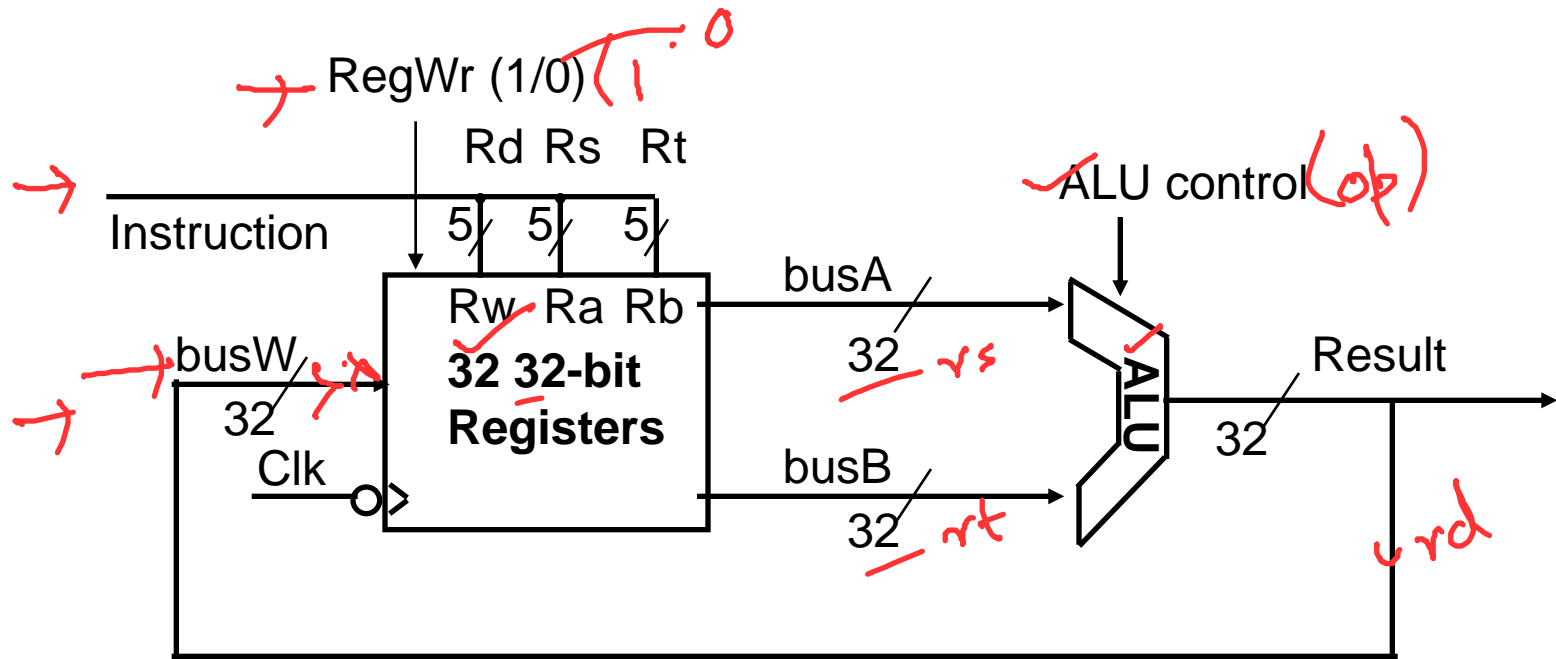 RegWr (1/0) (1. 0
Rd Rs Rt
ALU control (op)
Instruction
5 5 5
Rw Ra Rb
busA
busW
32 32-bit
32 rs
Result
32
Registers
ALU
32
Clk
busB
32 rt
rd